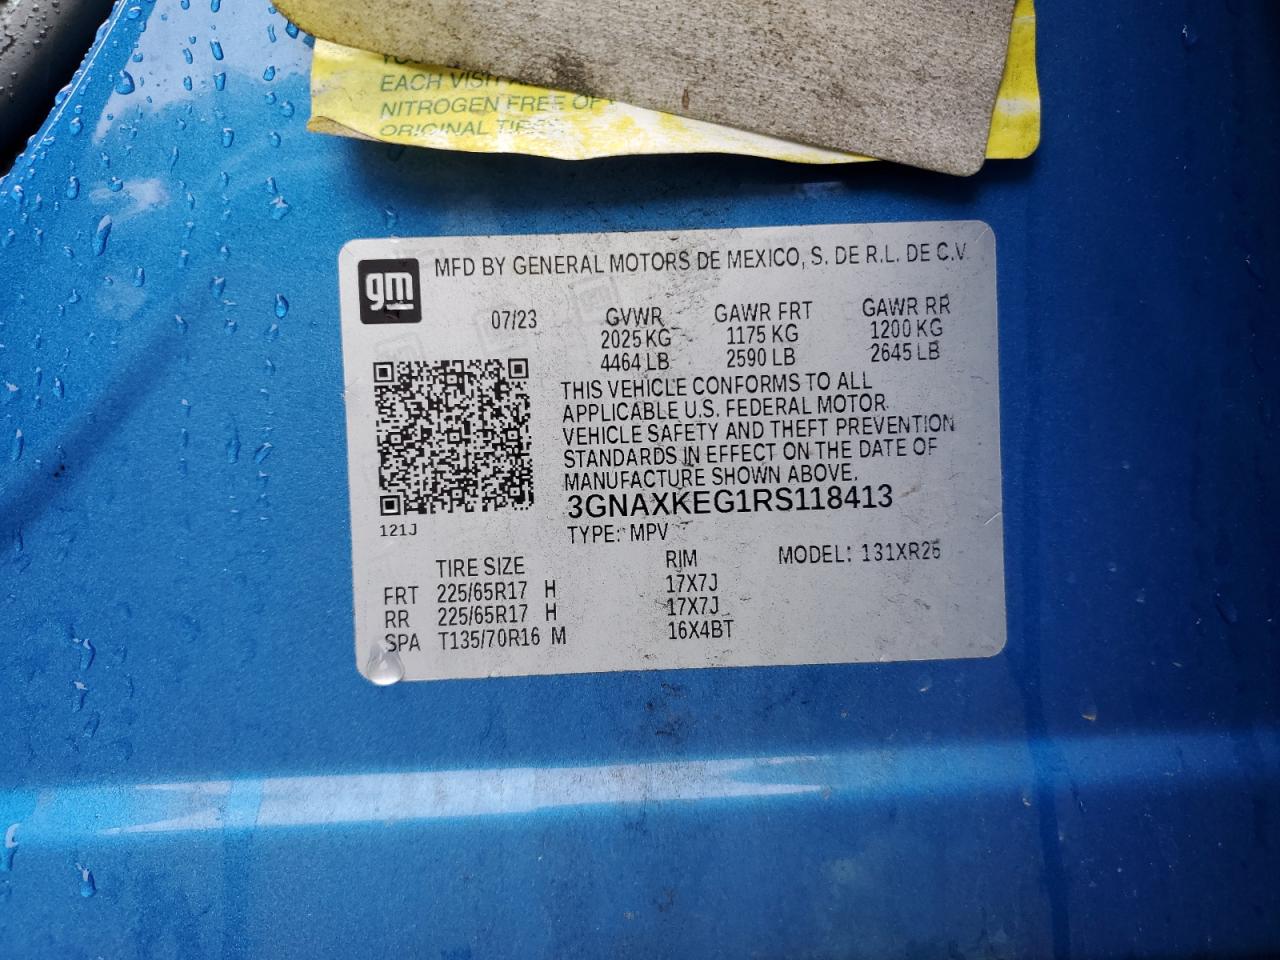 EACH VISIT
NITROGEN FREE OF
ORIGINAL TIRE
gm
MFD BY GENERAL MOTORS DE MEXICO, S. DE R.L. DE C.V.
07/23 GVWR GAWR FRT GAWR RR
2025 KG 1175 KG 1200 KG
4464 LB 2590 LB 2645 LB
THIS VEHICLE CONFORMS TO ALL
APPLICABLE U.S. FEDERAL MOTOR
VEHICLE SAFETY AND THEFT PREVENTION
STANDARDS IN EFFECT ON THE DATE OF
MANUFACTURE SHOWN ABOVE.
3GNAXKEG1RS118413
121J
TYPE: MPV
TIRE SIZE RIM MODEL: 131XR26
FRT 225/65R17 H 17X7J
RR 225/65R17 H 17X7J
SPA T135/70R16 M 16X4BT